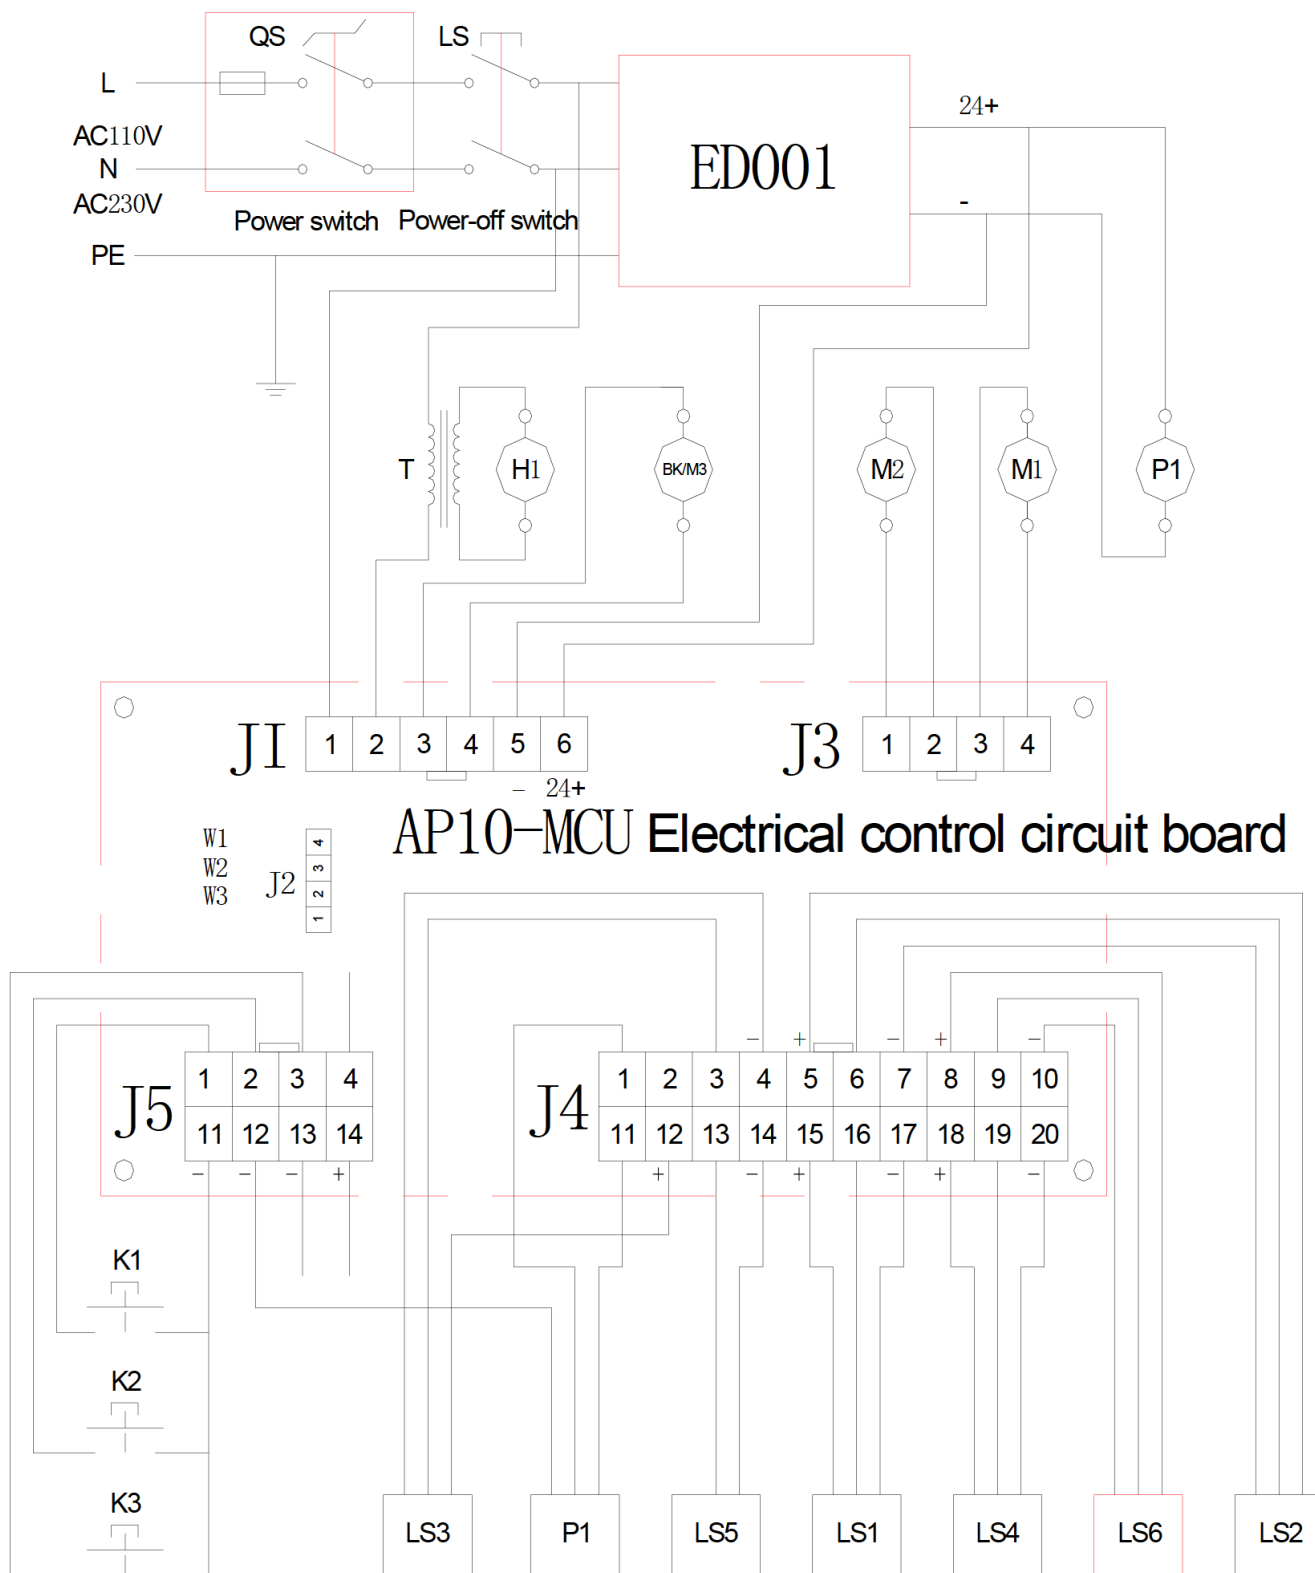 QS LS
L
24+
AC110V
N
ED001
AC230V
-
Power switch Power-off switch
PE
T H1 BK/M3 M2 M1 P1
J1 1 2 3 4 5 6 J3 1 2 3 4
- 24+
AP10-MCU Electrical control circuit board
W1
W2
W3
J2
4
3
2
1
- + - + -
J5 1 2 3 4
11 12 13 14
- - - +
J4 1 2 3 4 5 6 7 8 9 10
11 12 13 14 15 16 17 18 19 20
+ - + - + -
K1
K2
K3
LS3 P1 LS5 LS1 LS4 LS6 LS2